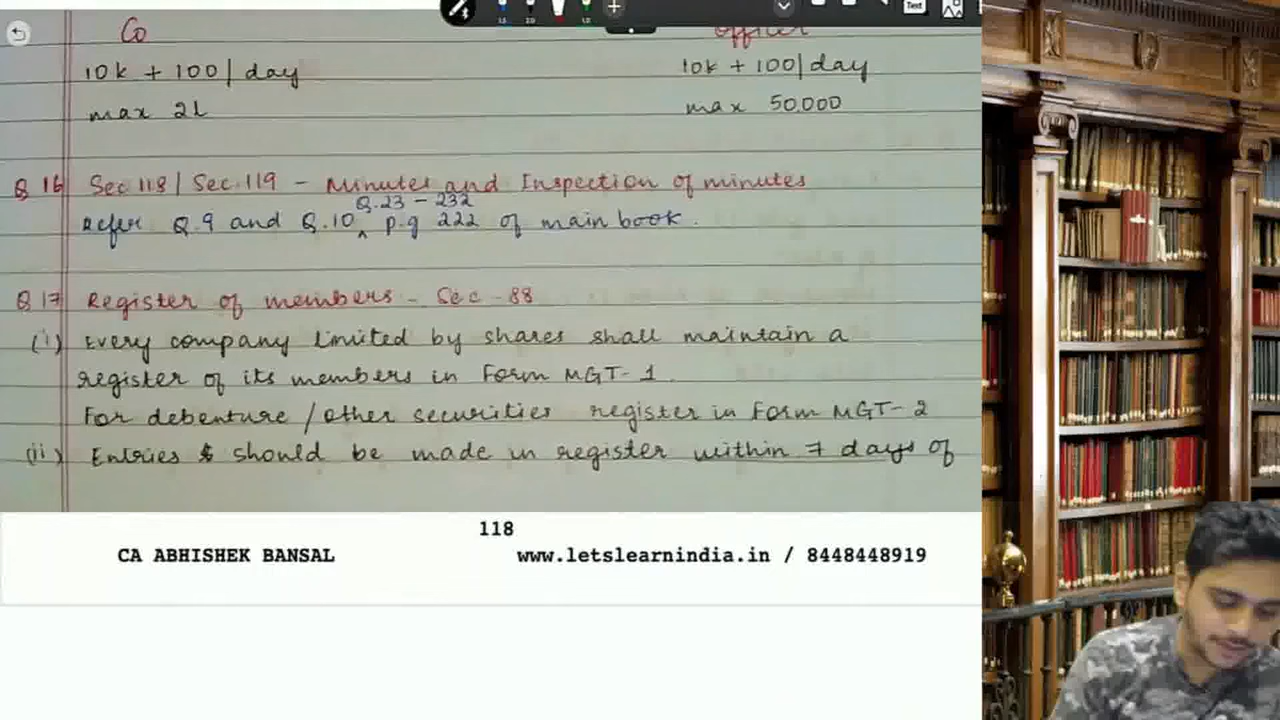 Text
Co
officer
10k + 100/day
10k + 100/day
max 2L
max 50,000
Q 16 Sec 118/Sec.119 - Minutes and Inspection of minutes
Q.23 - 232
Refer Q.9 and Q.10 ^ p.g 222 of main book.
Q 17 Register of members - Sec - 88
(i) Every company limited by shares shall maintain a
register of its members in Form MGT-1.
For debenture /other securities register in Form MGT-2
(ii) Entries should be made in register within 7 days of
118
CA ABHISHEK BANSAL
www.letslearnindia.in / 8448448919